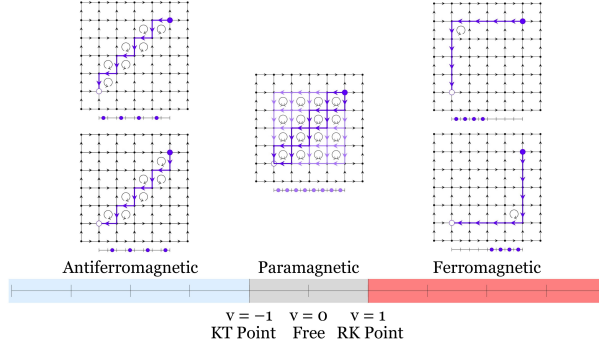 Antiferromagnetic Paramagnetic Ferromagnetic
v = −1 v = 0 v = 1
KT Point Free RK Point